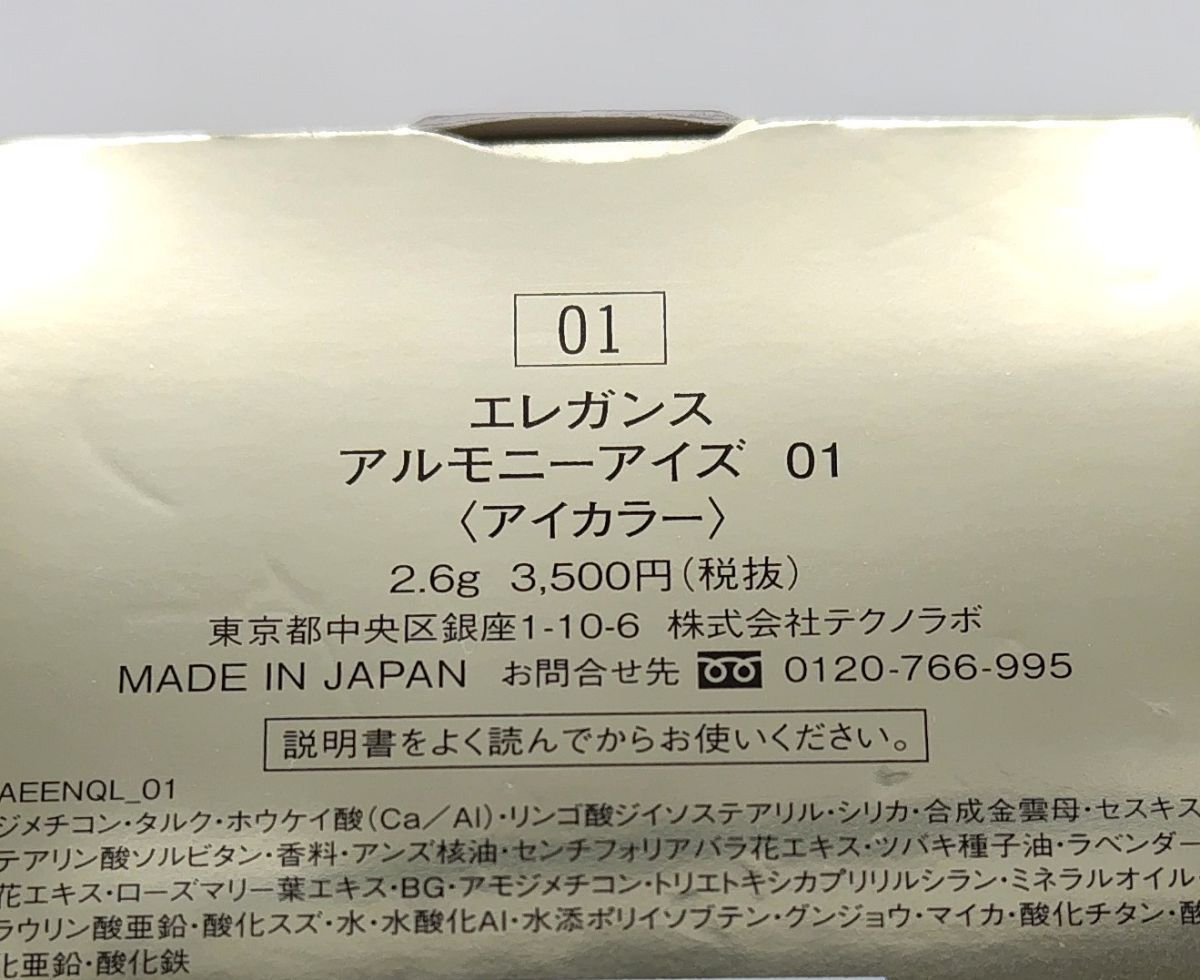 01
エレガンス
アルモニーアイズ 01
〈アイカラー〉
2.6g 3,500円(税抜)
東京都中央区銀座1-10-6 株式会社テクノラボ
MADE IN JAPAN お問合せ先 0120-766-995
説明書をよく読んでからお使いください。
AEENQL_01
ジメチコン・タルク・ホウケイ酸(Ca/Al)・リンゴ酸ジイソステアリル・シリカ・合成金雲母・セスキス
テアリン酸ソルビタン・香料・アンズ核油・センチフォリアバラ花エキス・ツバキ種子油・ラベンダー
花エキス・ローズマリー葉エキス・BG・アモジメチコン・トリエトキシカプリリルシラン・ミネラルオイル・
ラウリン酸亜鉛・酸化スズ・水・水酸化Al・水添ポリイソブテン・グンジョウ・マイカ・酸化チタン・酸
化亜鉛・酸化鉄